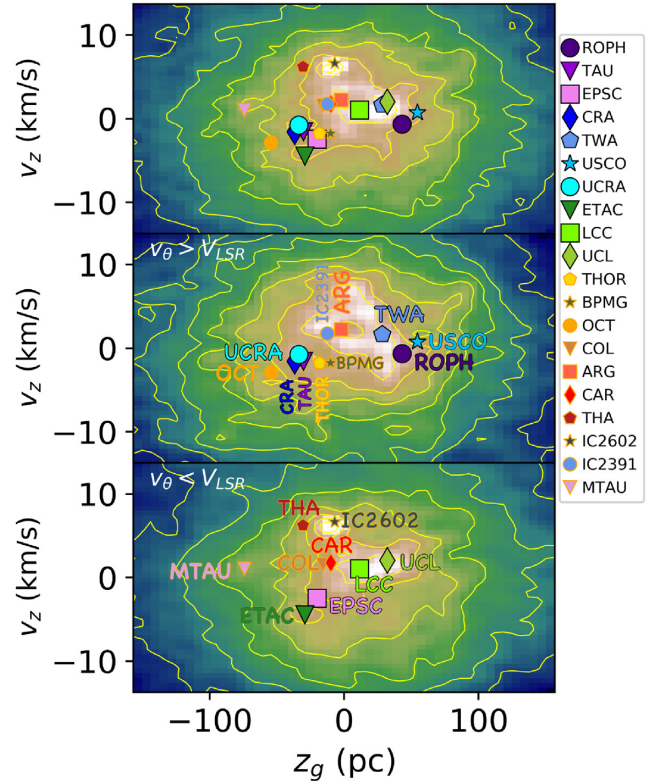 10
0
−10
v_z (km/s)
ROPH
TAU
EPSC
CRA
TWA
USCO
UCRA
ETAC
LCC
UCL
THOR
BPMG
OCT
COL
ARG
CAR
THA
IC2602
IC2391
MTAU
v_θ > V_LSR
10
0
−10
v_z (km/s)
IC2391
ARG
TWA
UCRA
USCO
OCT
BPMG
ROPH
CRA
TAU
THOR
v_θ < V_LSR
10
0
−10
v_z (km/s)
THA
IC2602
CAR
COL
UCL
MTAU
LCC
EPSC
ETAC
−100
0
100
z_g (pc)